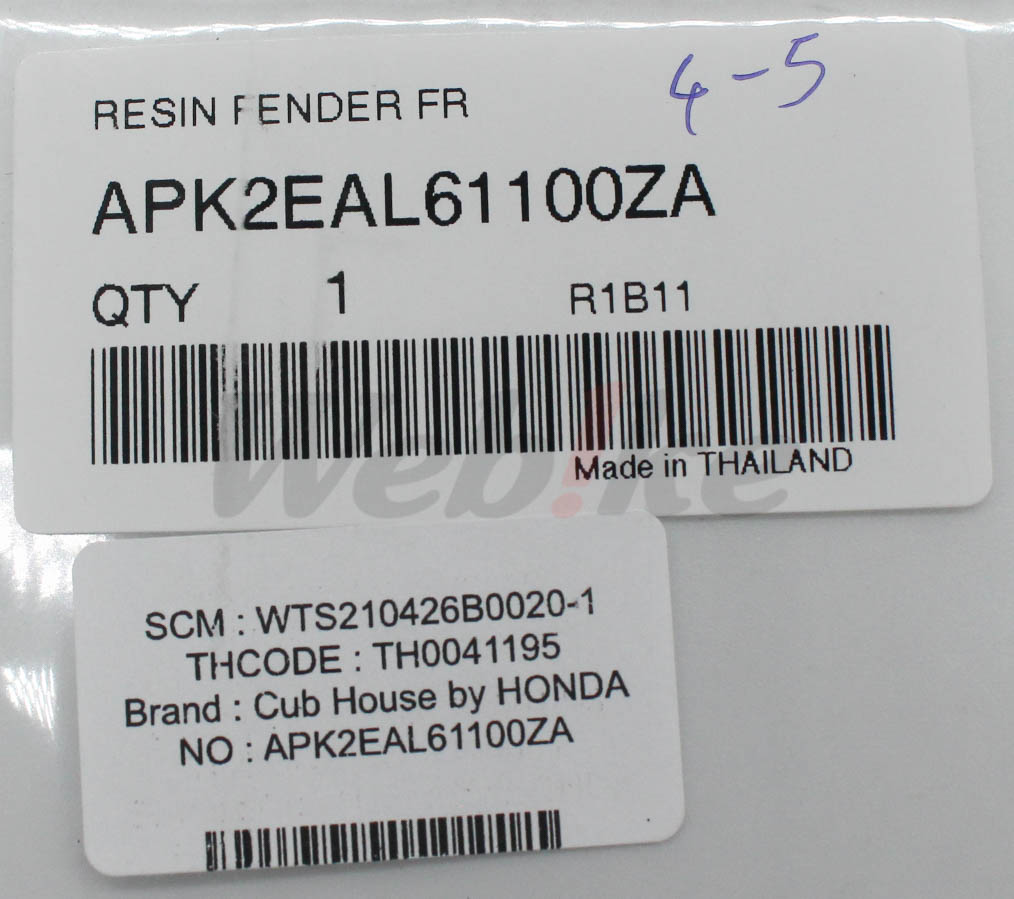 4-5
RESIN FENDER FR
APK2EAL61100ZA
QTY 1 R1B11
Webike
Made in THAILAND
SCM : WTS210426B0020-1
THCODE : TH0041195
Brand : Cub House by HONDA
NO : APK2EAL61100ZA